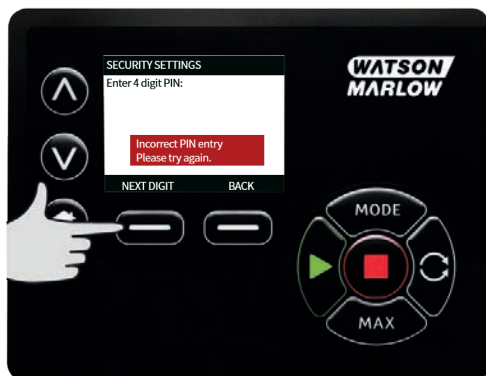 SECURITY SETTINGS
WATSON
MARLOW
Enter 4 digit PIN:
Incorrect PIN entry
Please try again.
NEXT DIGIT BACK
MODE
MAX